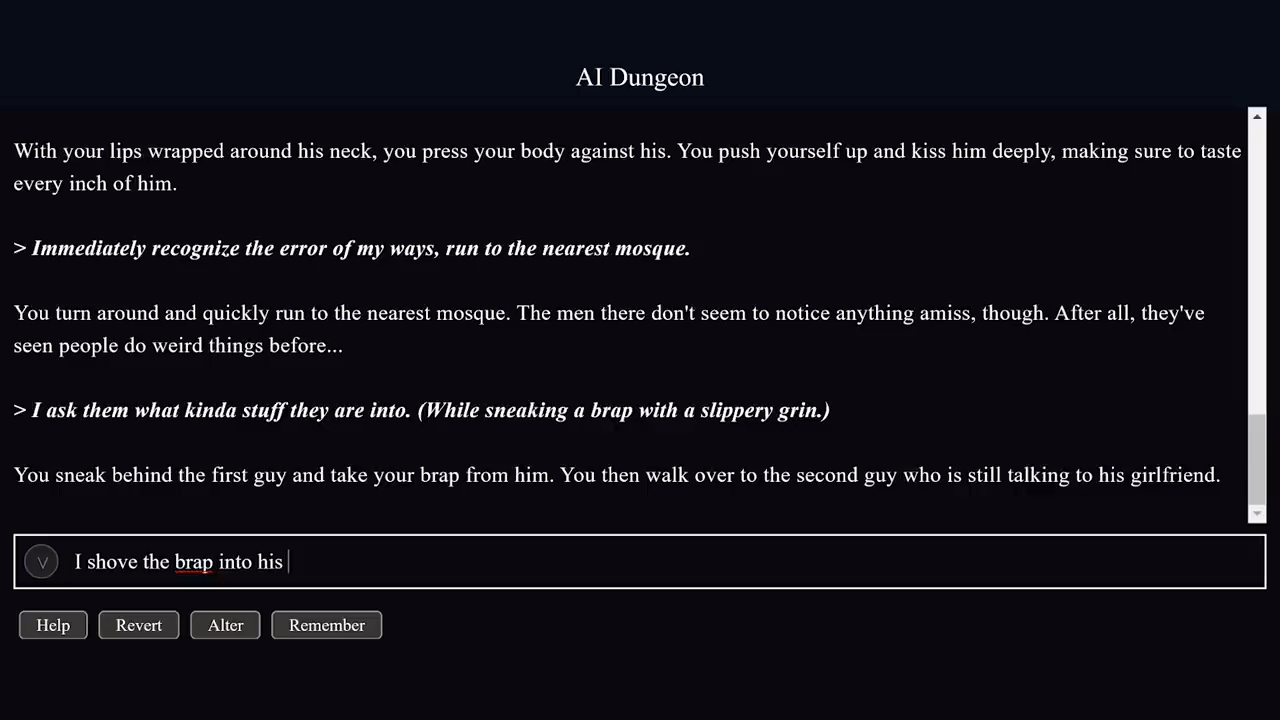 AI Dungeon
With your lips wrapped around his neck, you press your body against his. You push yourself up and kiss him deeply, making sure to taste
every inch of him.
> Immediately recognize the error of my ways, run to the nearest mosque.
You turn around and quickly run to the nearest mosque. The men there don't seem to notice anything amiss, though. After all, they've
seen people do weird things before...
> I ask them what kinda stuff they are into. (While sneaking a brap with a slippery grin.)
You sneak behind the first guy and take your brap from him. You then walk over to the second guy who is still talking to his girlfriend.
V I shove the brap into his
Help Revert Alter Remember